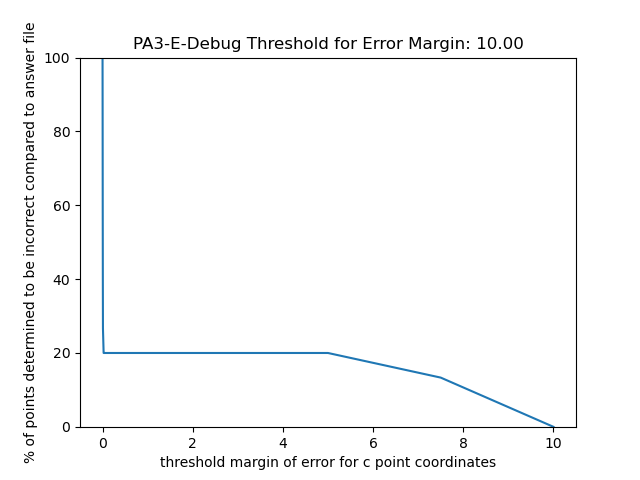 PA3-E-Debug Threshold for Error Margin: 10.00
% of points determined to be incorrect compared to answer file
100
80
60
40
20
0
0 2 4 6 8 10
threshold margin of error for c point coordinates